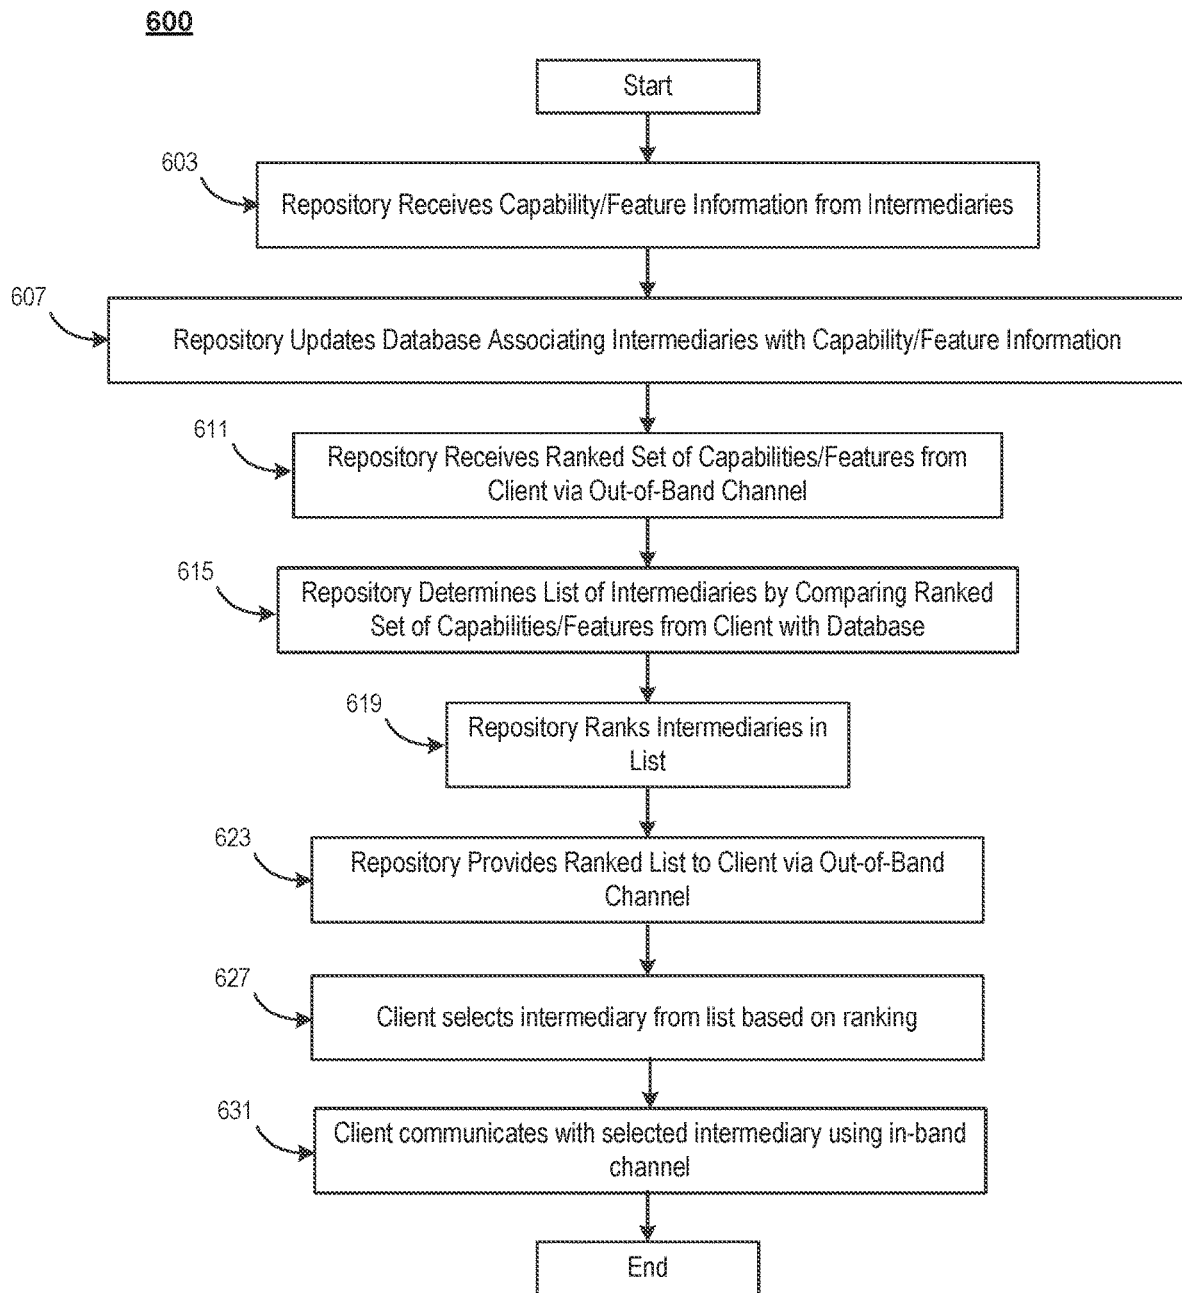 600
Start
603
Repository Receives Capability/Feature Information from Intermediaries
607
Repository Updates Database Associating Intermediaries with Capability/Feature Information
611
Repository Receives Ranked Set of Capabilities/Features from
Client via Out-of-Band Channel
615
Repository Determines List of Intermediaries by Comparing Ranked
Set of Capabilities/Features from Client with Database
619
Repository Ranks Intermediaries in
List
623
Repository Provides Ranked List to Client via Out-of-Band
Channel
627
Client selects intermediary from list based on ranking
631
Client communicates with selected intermediary using in-band
channel
End